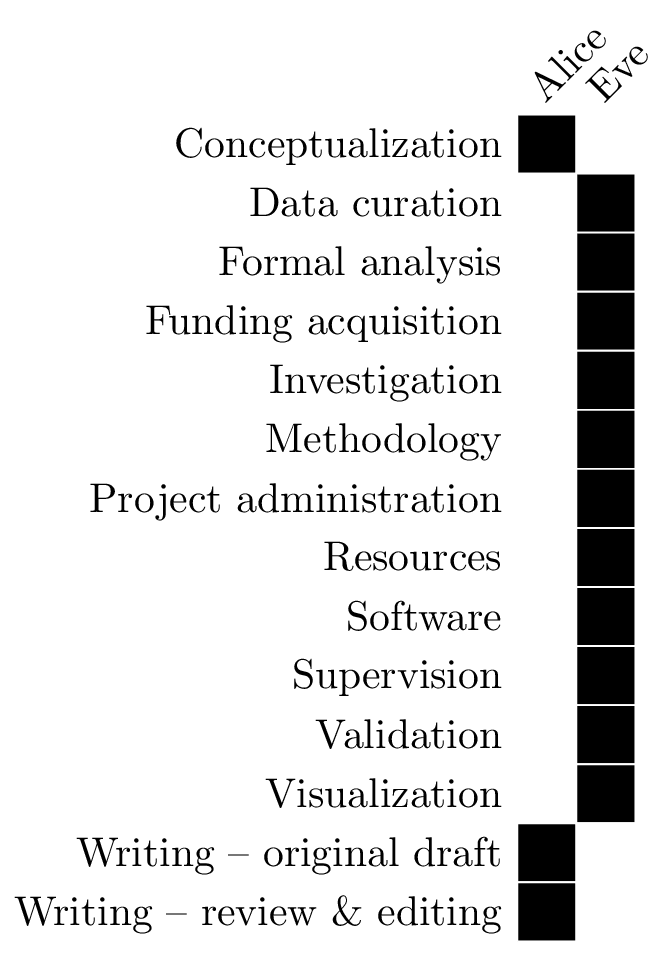 Alice
Eve
Conceptualization
Data curation
Formal analysis
Funding acquisition
Investigation
Methodology
Project administration
Resources
Software
Supervision
Validation
Visualization
Writing – original draft
Writing – review & editing